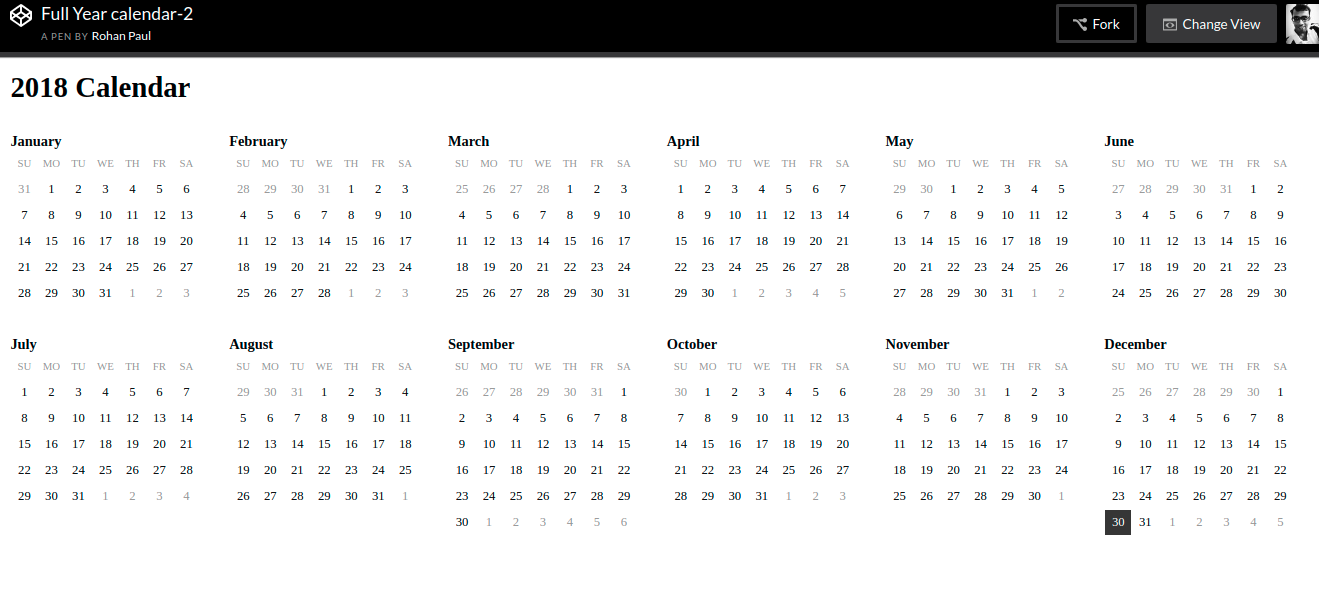 Full Year calendar-2
A PEN BY Rohan Paul
Fork
Change View
2018 Calendar
January February March April May June
SU MO TU WE TH FR SA SU MO TU WE TH FR SA SU MO TU WE TH FR SA SU MO TU WE TH FR SA SU MO TU WE TH FR SA SU MO TU WE TH FR SA
31 1 2 3 4 5 6 28 29 30 31 1 2 3 25 26 27 28 1 2 3 1 2 3 4 5 6 7 29 30 1 2 3 4 5 27 28 29 30 31 1 2
7 8 9 10 11 12 13 4 5 6 7 8 9 10 4 5 6 7 8 9 10 8 9 10 11 12 13 14 6 7 8 9 10 11 12 3 4 5 6 7 8 9
14 15 16 17 18 19 20 11 12 13 14 15 16 17 11 12 13 14 15 16 17 15 16 17 18 19 20 21 13 14 15 16 17 18 19 10 11 12 13 14 15 16
21 22 23 24 25 26 27 18 19 20 21 22 23 24 18 19 20 21 22 23 24 22 23 24 25 26 27 28 20 21 22 23 24 25 26 17 18 19 20 21 22 23
28 29 30 31 1 2 3 25 26 27 28 1 2 3 25 26 27 28 29 30 31 29 30 1 2 3 4 5 27 28 29 30 31 1 2 24 25 26 27 28 29 30
July August September October November December
SU MO TU WE TH FR SA SU MO TU WE TH FR SA SU MO TU WE TH FR SA SU MO TU WE TH FR SA SU MO TU WE TH FR SA SU MO TU WE TH FR SA
1 2 3 4 5 6 7 29 30 31 1 2 3 4 26 27 28 29 30 31 1 30 1 2 3 4 5 6 28 29 30 31 1 2 3 25 26 27 28 29 30 1
8 9 10 11 12 13 14 5 6 7 8 9 10 11 2 3 4 5 6 7 8 7 8 9 10 11 12 13 4 5 6 7 8 9 10 2 3 4 5 6 7 8
15 16 17 18 19 20 21 12 13 14 15 16 17 18 9 10 11 12 13 14 15 14 15 16 17 18 19 20 11 12 13 14 15 16 17 9 10 11 12 13 14 15
22 23 24 25 26 27 28 19 20 21 22 23 24 25 16 17 18 19 20 21 22 21 22 23 24 25 26 27 18 19 20 21 22 23 24 16 17 18 19 20 21 22
29 30 31 1 2 3 4 26 27 28 29 30 31 1 23 24 25 26 27 28 29 28 29 30 31 1 2 3 25 26 27 28 29 30 1 23 24 25 26 27 28 29
30 1 2 3 4 5 6 30 31 1 2 3 4 5